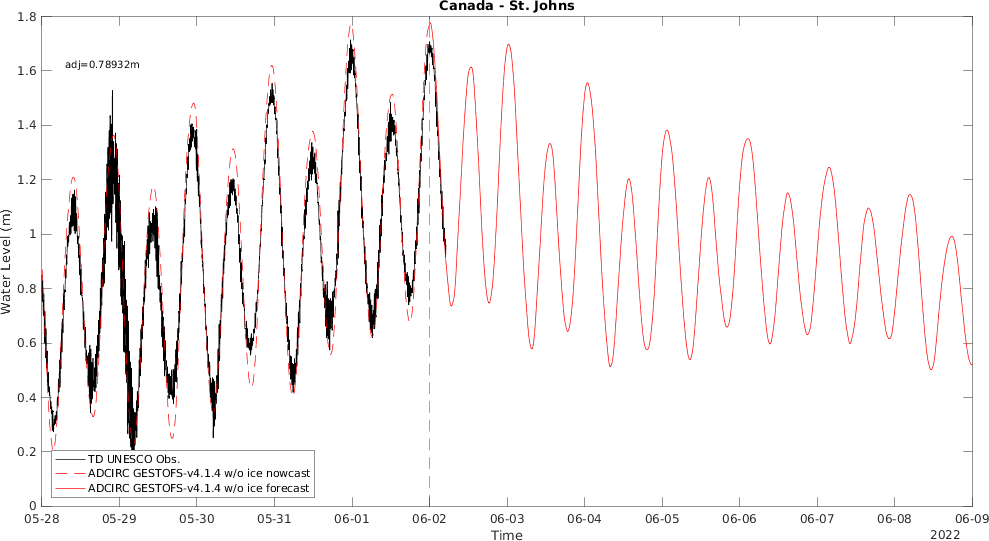 Canada - St. Johns
1.8
1.6
1.4
1.2
1
0.8
0.6
0.4
0.2
0
Water Level (m)
adj=0.78932m
TD UNESCO Obs.
ADCIRC GESTOFS-v4.1.4 w/o ice nowcast
ADCIRC GESTOFS-v4.1.4 w/o ice forecast
05-28 05-29 05-30 05-31 06-01 06-02 06-03 06-04 06-05 06-06 06-07 06-08 06-09
Time
2022